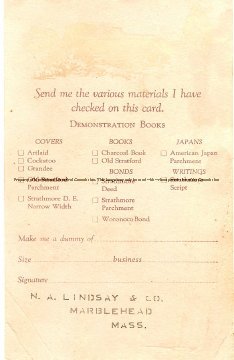 Send me the various materials I have
checked on this card.
DEMONSTRATION BOOKS
COVERS BOOKS JAPANS
Artlaid Charcoal Book American Japan
Cockatoo Old Stratford Parchment
Grandee
BONDS WRITINGS
Parchment Deed Script
Strathmore D. E. Strathmore
Narrow Width Parchment
Woronoco Bond
Make me a dummy of
Size business
Signature
N. A. LINDSAY & CO.
MARBLEHEAD
MASS.